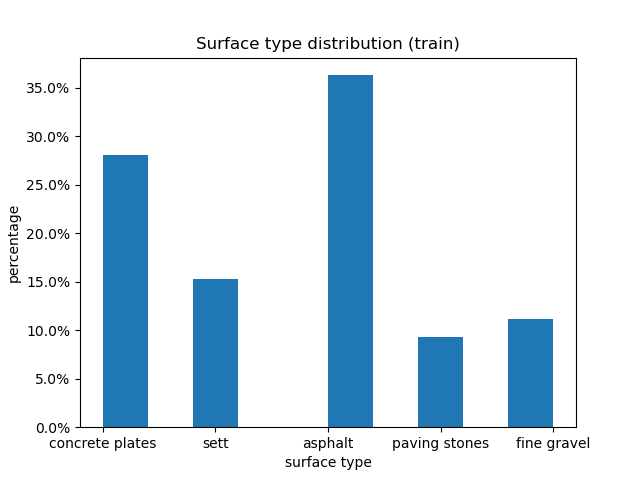 Surface type distribution (train)
35.0%
30.0%
25.0%
20.0%
15.0%
10.0%
5.0%
0.0%
percentage
concrete plates sett asphalt paving stones fine gravel
surface type